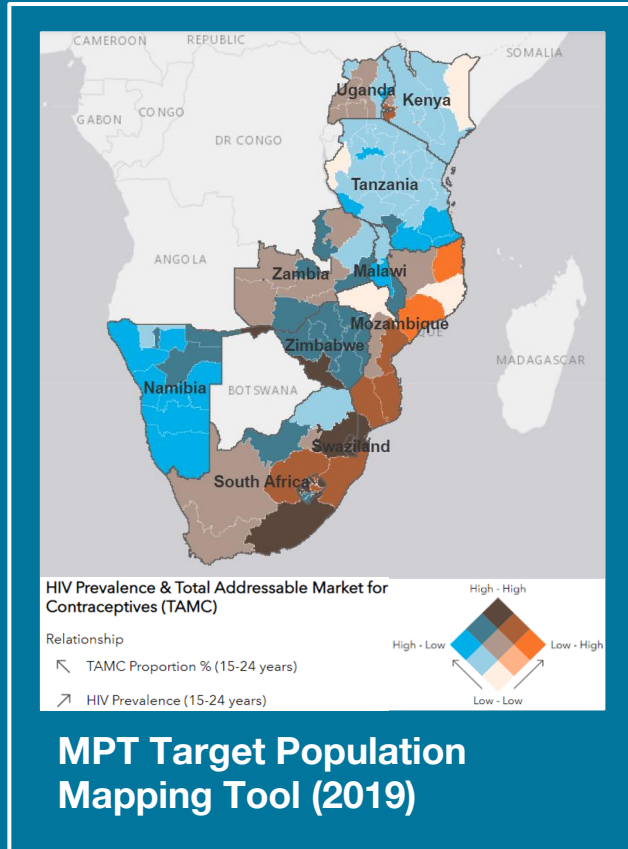 CAMEROON
REPUBLIC
SOMALIA
Uganda
Kenya
GABON
CONGO
DR CONGO
Tanzania
ANGOLA
Zambia
Malawi
Mozambique
QUE
Zimbabwe
MADAGASCAR
Namibia
BOTSWANA
Swaziland
South Africa
HIV Prevalence & Total Addressable Market for
Contraceptives (TAMC)
Relationship
TAMC Proportion % (15-24 years)
HIV Prevalence (15-24 years)
High - High
High - Low
Low - High
Low - Low
MPT Target Population
Mapping Tool (2019)